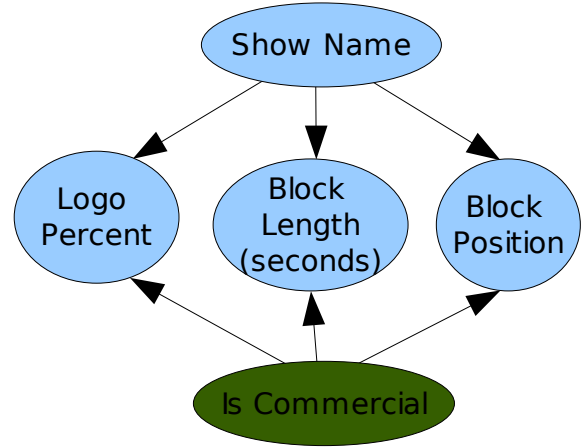 Show Name
Logo
Percent
Block
Length
(seconds)
Block
Position
Is Commercial